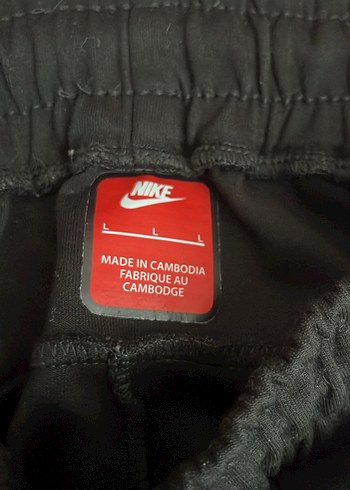 NIKE
L L L
MADE IN CAMBODIA
FABRIQUE AU
CAMBODGE